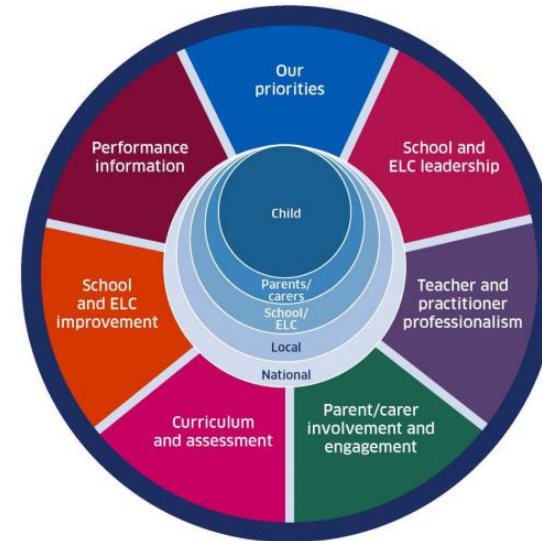 Our
priorities
School and
ELC leadership
Teacher and
practitioner
professionalism
Parent/carer
involvement and
engagement
Curriculum
and assessment
School
and ELC
improvement
Performance
information
Child
Parents/
carers
School/
ELC
Local
National